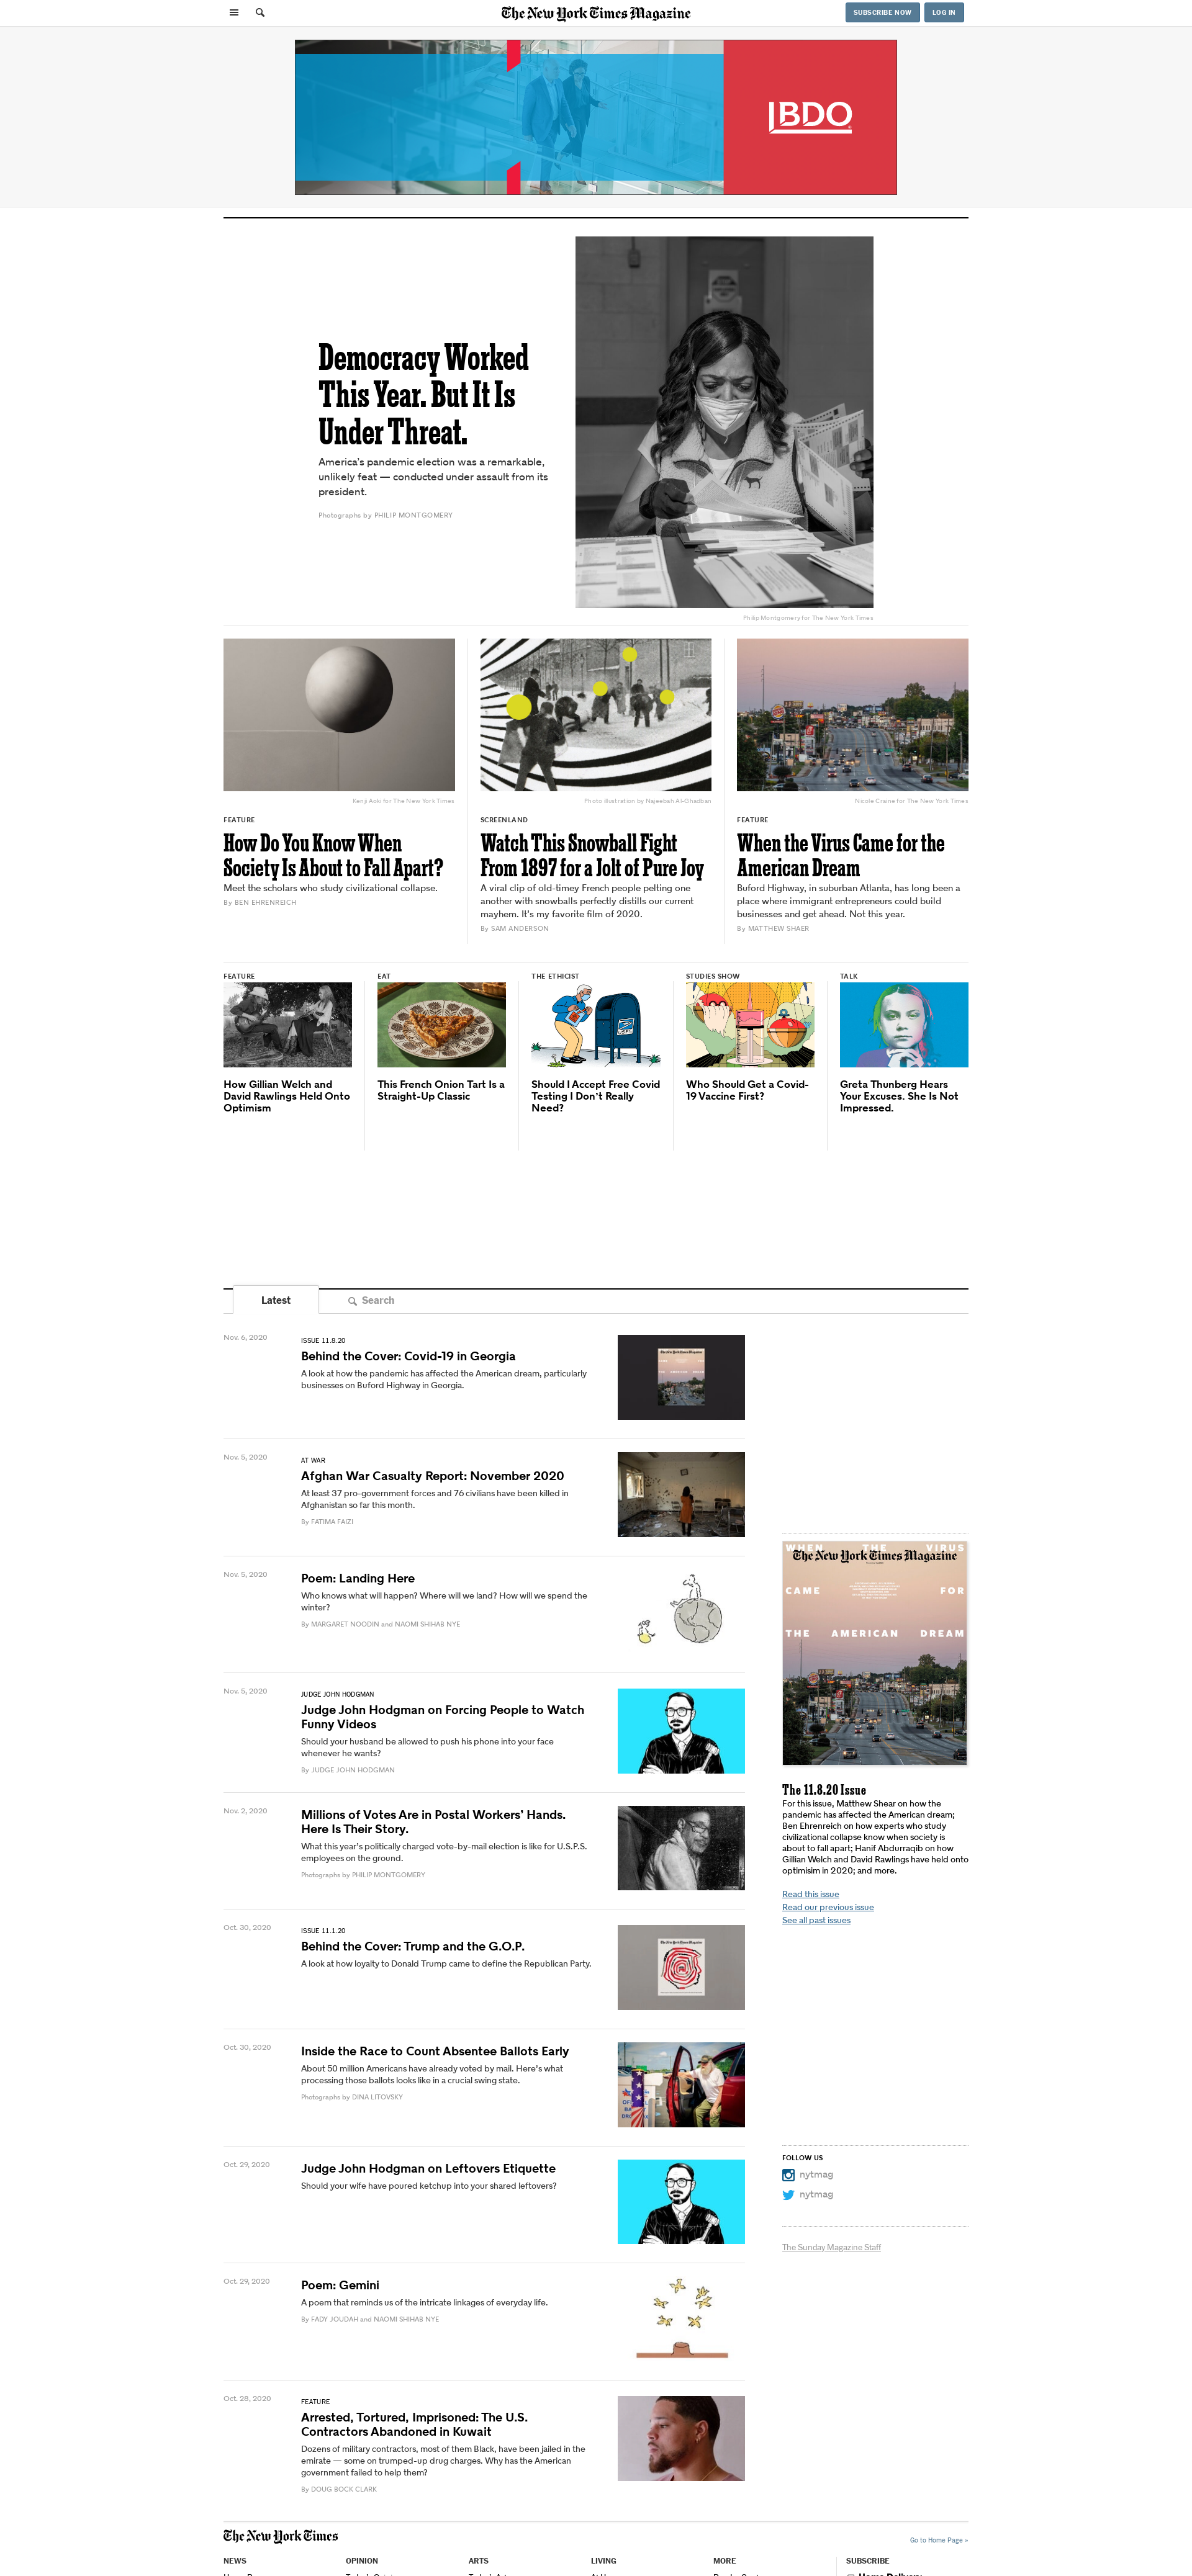 The New York Times Magazine
SUBSCRIBE NOW
LOG IN
BDO
Democracy Worked
This Year. But It Is
Under Threat.
America's pandemic election was a remarkable,
unlikely feat — conducted under assault from its
president.
Photographs by PHILIP MONTGOMERY
Philip Montgomery for The New York Times
Kenji Aoki for The New York Times
FEATURE
How Do You Know When
Society Is About to Fall Apart?
Meet the scholars who study civilizational collapse.
By BEN EHRENREICH
Photo illustration by Najeebah Al-Ghadban
SCREENLAND
Watch This Snowball Fight
From 1897 for a Jolt of Pure Joy
A viral clip of old-timey French people pelting one
another with snowballs perfectly distills our current
mayhem. It's my favorite film of 2020.
By SAM ANDERSON
Nicole Craine for The New York Times
FEATURE
When the Virus Came for the
American Dream
Buford Highway, in suburban Atlanta, has long been a
place where immigrant entrepreneurs could build
businesses and get ahead. Not this year.
By MATTHEW SHAER
FEATURE
How Gillian Welch and
David Rawlings Held Onto
Optimism
EAT
This French Onion Tart Is a
Straight-Up Classic
THE ETHICIST
Should I Accept Free Covid
Testing I Don't Really
Need?
STUDIES SHOW
Who Should Get a Covid-
19 Vaccine First?
TALK
Greta Thunberg Hears
Your Excuses. She Is Not
Impressed.
Latest
Search
Nov. 6, 2020
ISSUE 11.8.20
Behind the Cover: Covid-19 in Georgia
A look at how the pandemic has affected the American dream, particularly
businesses on Buford Highway in Georgia.
Nov. 5, 2020
AT WAR
Afghan War Casualty Report: November 2020
At least 37 pro-government forces and 76 civilians have been killed in
Afghanistan so far this month.
By FATIMA FAIZI
Nov. 5, 2020
Poem: Landing Here
Who knows what will happen? Where will we land? How will we spend the
winter?
By MARGARET NOODIN and NAOMI SHIHAB NYE
Nov. 5, 2020
JUDGE JOHN HODGMAN
Judge John Hodgman on Forcing People to Watch
Funny Videos
Should your husband be allowed to push his phone into your face
whenever he wants?
By JUDGE JOHN HODGMAN
Nov. 2, 2020
Millions of Votes Are in Postal Workers' Hands.
Here Is Their Story.
What this year's politically charged vote-by-mail election is like for U.S.P.S.
employees on the ground.
Photographs by PHILIP MONTGOMERY
Oct. 30, 2020
ISSUE 11.1.20
Behind the Cover: Trump and the G.O.P.
A look at how loyalty to Donald Trump came to define the Republican Party.
Oct. 30, 2020
Inside the Race to Count Absentee Ballots Early
About 50 million Americans have already voted by mail. Here's what
processing those ballots looks like in a crucial swing state.
Photographs by DINA LITOVSKY
Oct. 29, 2020
Judge John Hodgman on Leftovers Etiquette
Should your wife have poured ketchup into your shared leftovers?
Oct. 29, 2020
Poem: Gemini
A poem that reminds us of the intricate linkages of everyday life.
By FADY JOUDAH and NAOMI SHIHAB NYE
Oct. 28, 2020
FEATURE
Arrested, Tortured, Imprisoned: The U.S.
Contractors Abandoned in Kuwait
Dozens of military contractors, most of them Black, have been jailed in the
emirate — some on trumped-up drug charges. Why has the American
government failed to help them?
By DOUG BOCK CLARK
WHEN THE VIRUS
The New York Times Magazine
CAME FOR
THE AMERICAN DREAM
The 11.8.20 Issue
For this issue, Matthew Shear on how the
pandemic has affected the American dream;
Ben Ehrenreich on how experts who study
civilizational collapse know when society is
about to fall apart; Hanif Abdurraqib on how
Gillian Welch and David Rawlings have held onto
optimisim in 2020; and more.
Read this issue
Read our previous issue
See all past issues
FOLLOW US
nytmag
nytmag
The Sunday Magazine Staff
The New York Times
Go to Home Page »
NEWS
OPINION
ARTS
LIVING
MORE
SUBSCRIBE